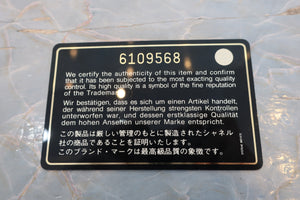 6109568
We certify the authenticity of this item and confirm
that it has been subjected to the most exacting quality
control. Its high quality is a symbol of the fine reputation
of the Trademark.
Wir bestätigen, dass es sich um einen Artikel handelt,
der während seiner Herstellung strengsten Kontrollen
unterworfen war, und dessen erstklassige Qualität
dem hohen Ansehen unserer Marke entspricht.
この製品は厳しい管理のもとに製造されたシャネル
社の商品であることを証明いたします。
このブランド・マークは最高級品質の象徴です。